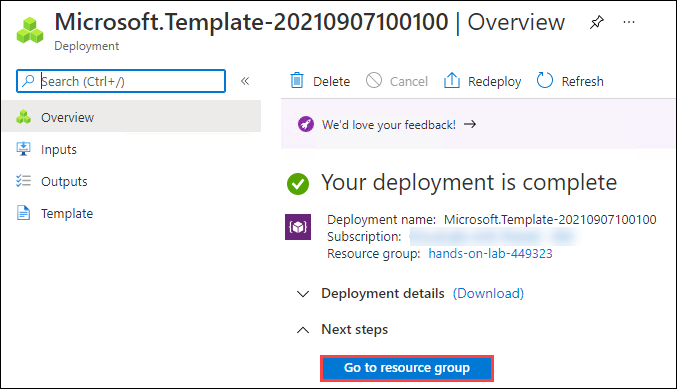 Microsoft.Template-20210907100100 | Overview
Deployment
Search (Ctrl+/)
Overview
Inputs
Outputs
Template
Delete Cancel Redeploy Refresh
We'd love your feedback! →
Your deployment is complete
Deployment name: Microsoft.Template-20210907100100
Subscription:
Resource group: hands-on-lab-449323
Deployment details (Download)
Next steps
Go to resource group